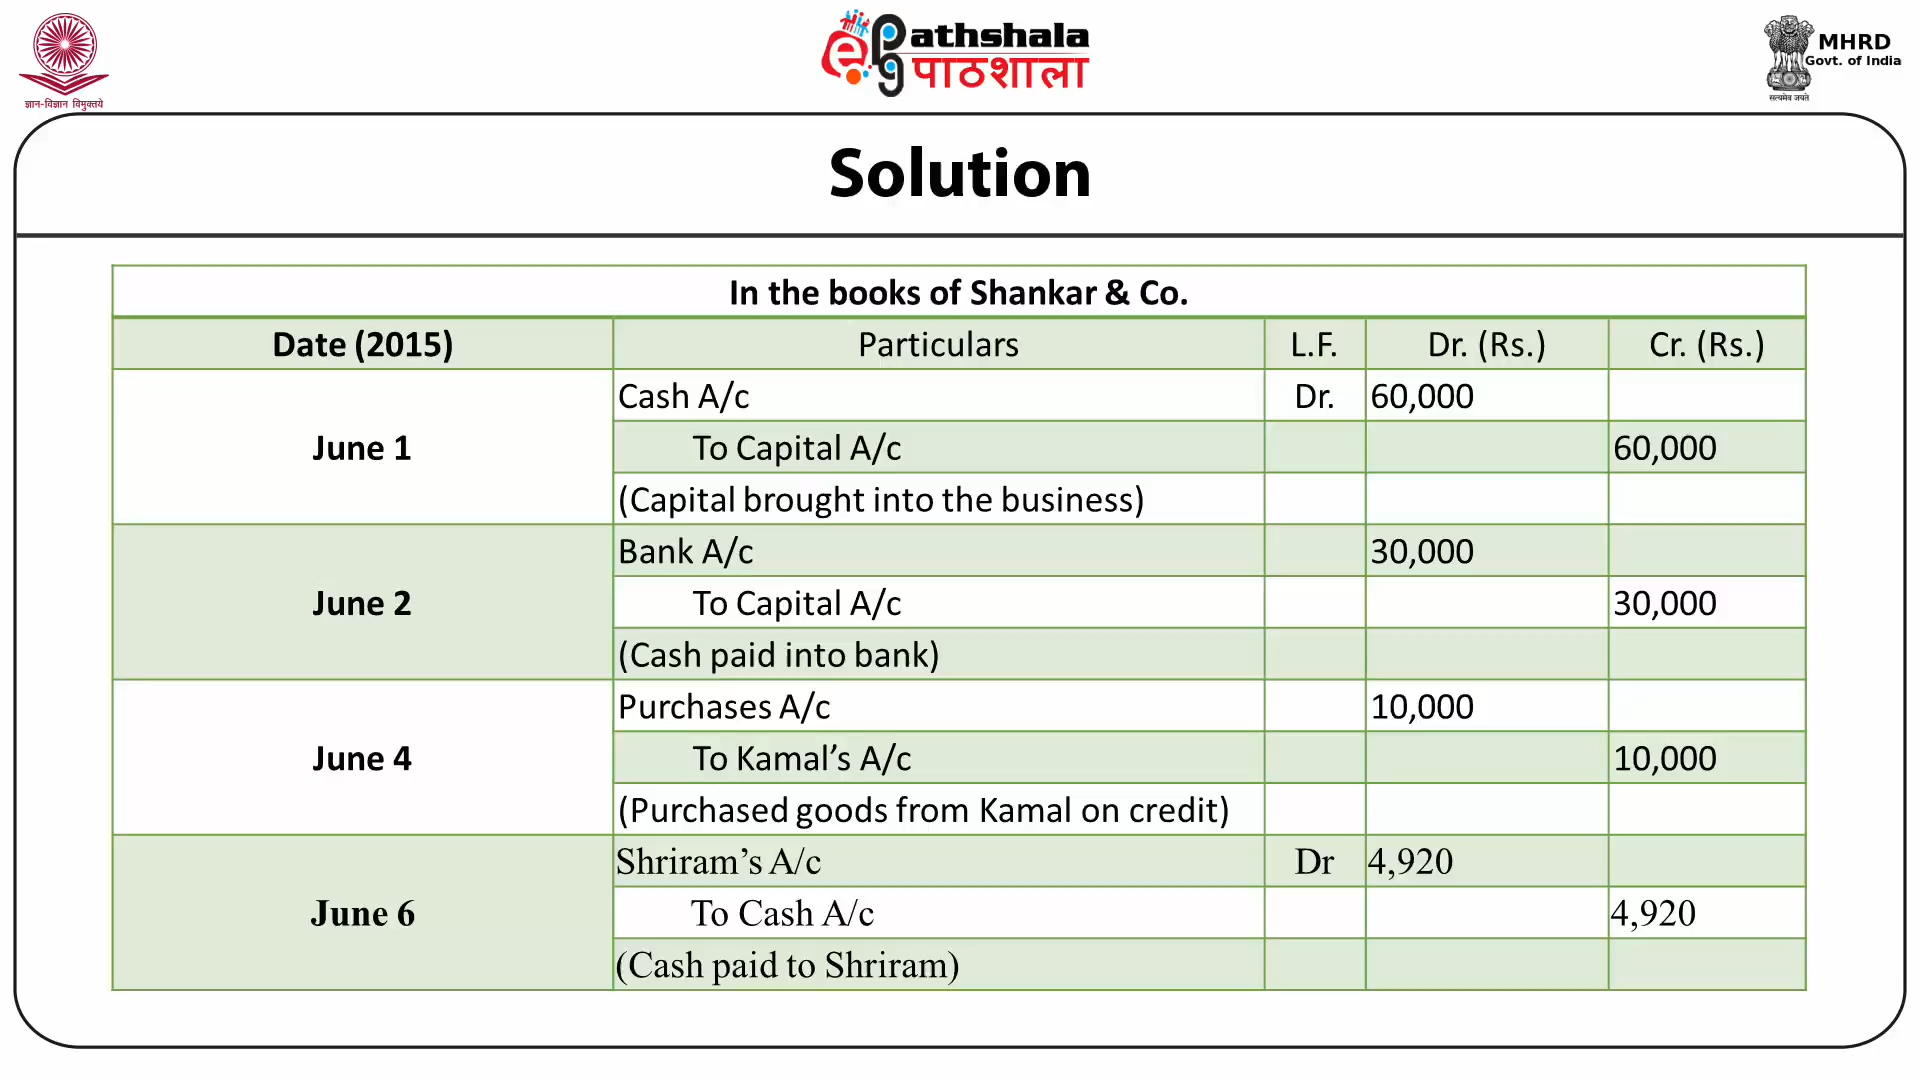 ज्ञान-विज्ञान विमुक्तये
ePathshala
पाठशाला
MHRD
Govt. of India
सत्यमेव जयते
Solution
In the books of Shankar & Co.
Date (2015) Particulars L.F. Dr. (Rs.) Cr. (Rs.)
June 1
Cash A/c Dr. 60,000
To Capital A/c 60,000
(Capital brought into the business)
June 2
Bank A/c 30,000
To Capital A/c 30,000
(Cash paid into bank)
June 4
Purchases A/c 10,000
To Kamal’s A/c 10,000
(Purchased goods from Kamal on credit)
June 6
Shriram’s A/c Dr 4,920
To Cash A/c 4,920
(Cash paid to Shriram)